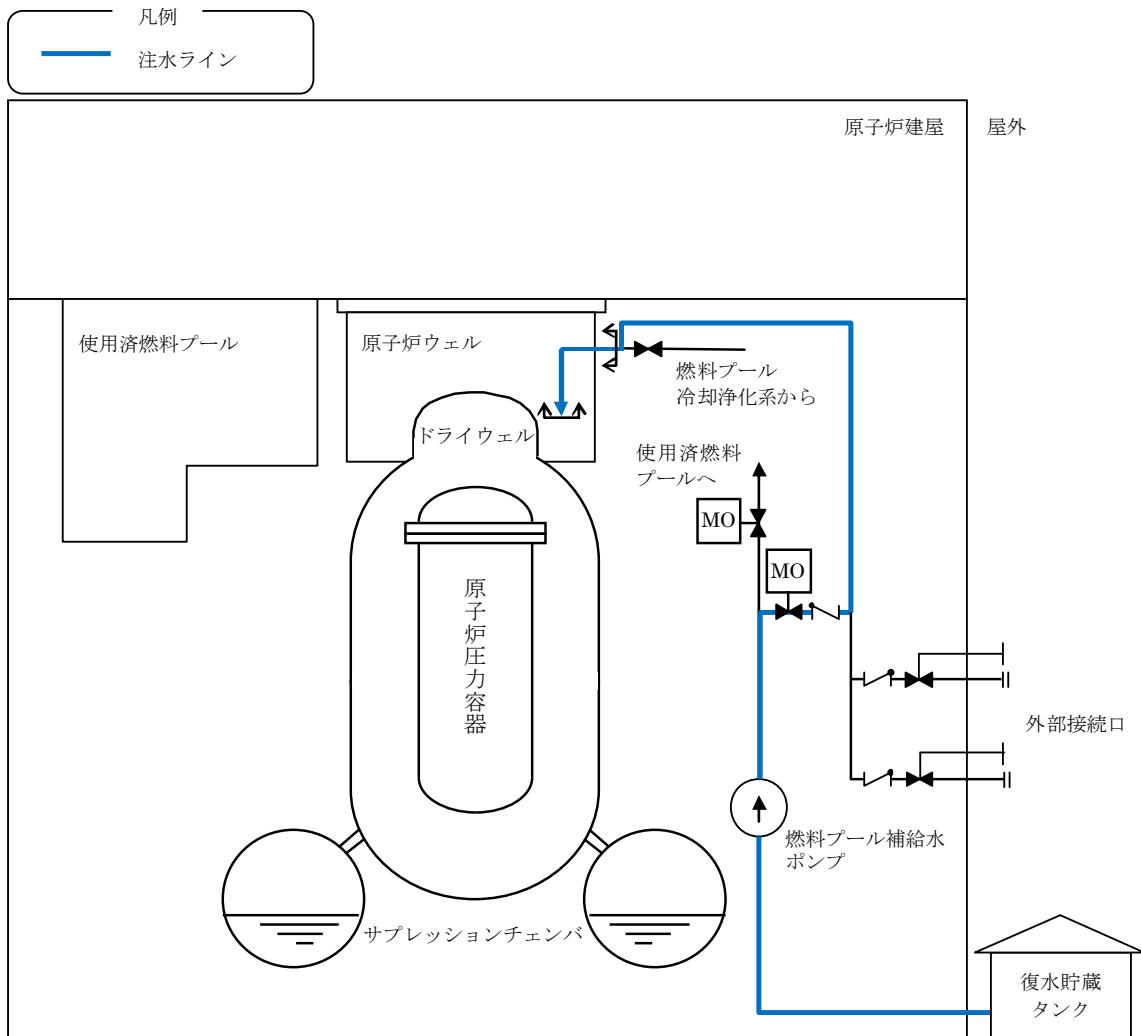 凡例
注水ライン
原子炉建屋
屋外
使用済燃料プール
原子炉ウェル
燃料プール
冷却浄化系から
ドライウェル
使用済燃料
プールへ
MO
MO
原子炉圧力容器
外部接続口
燃料プール補給水
ポンプ
サプレッションチェンバ
復水貯蔵
タンク